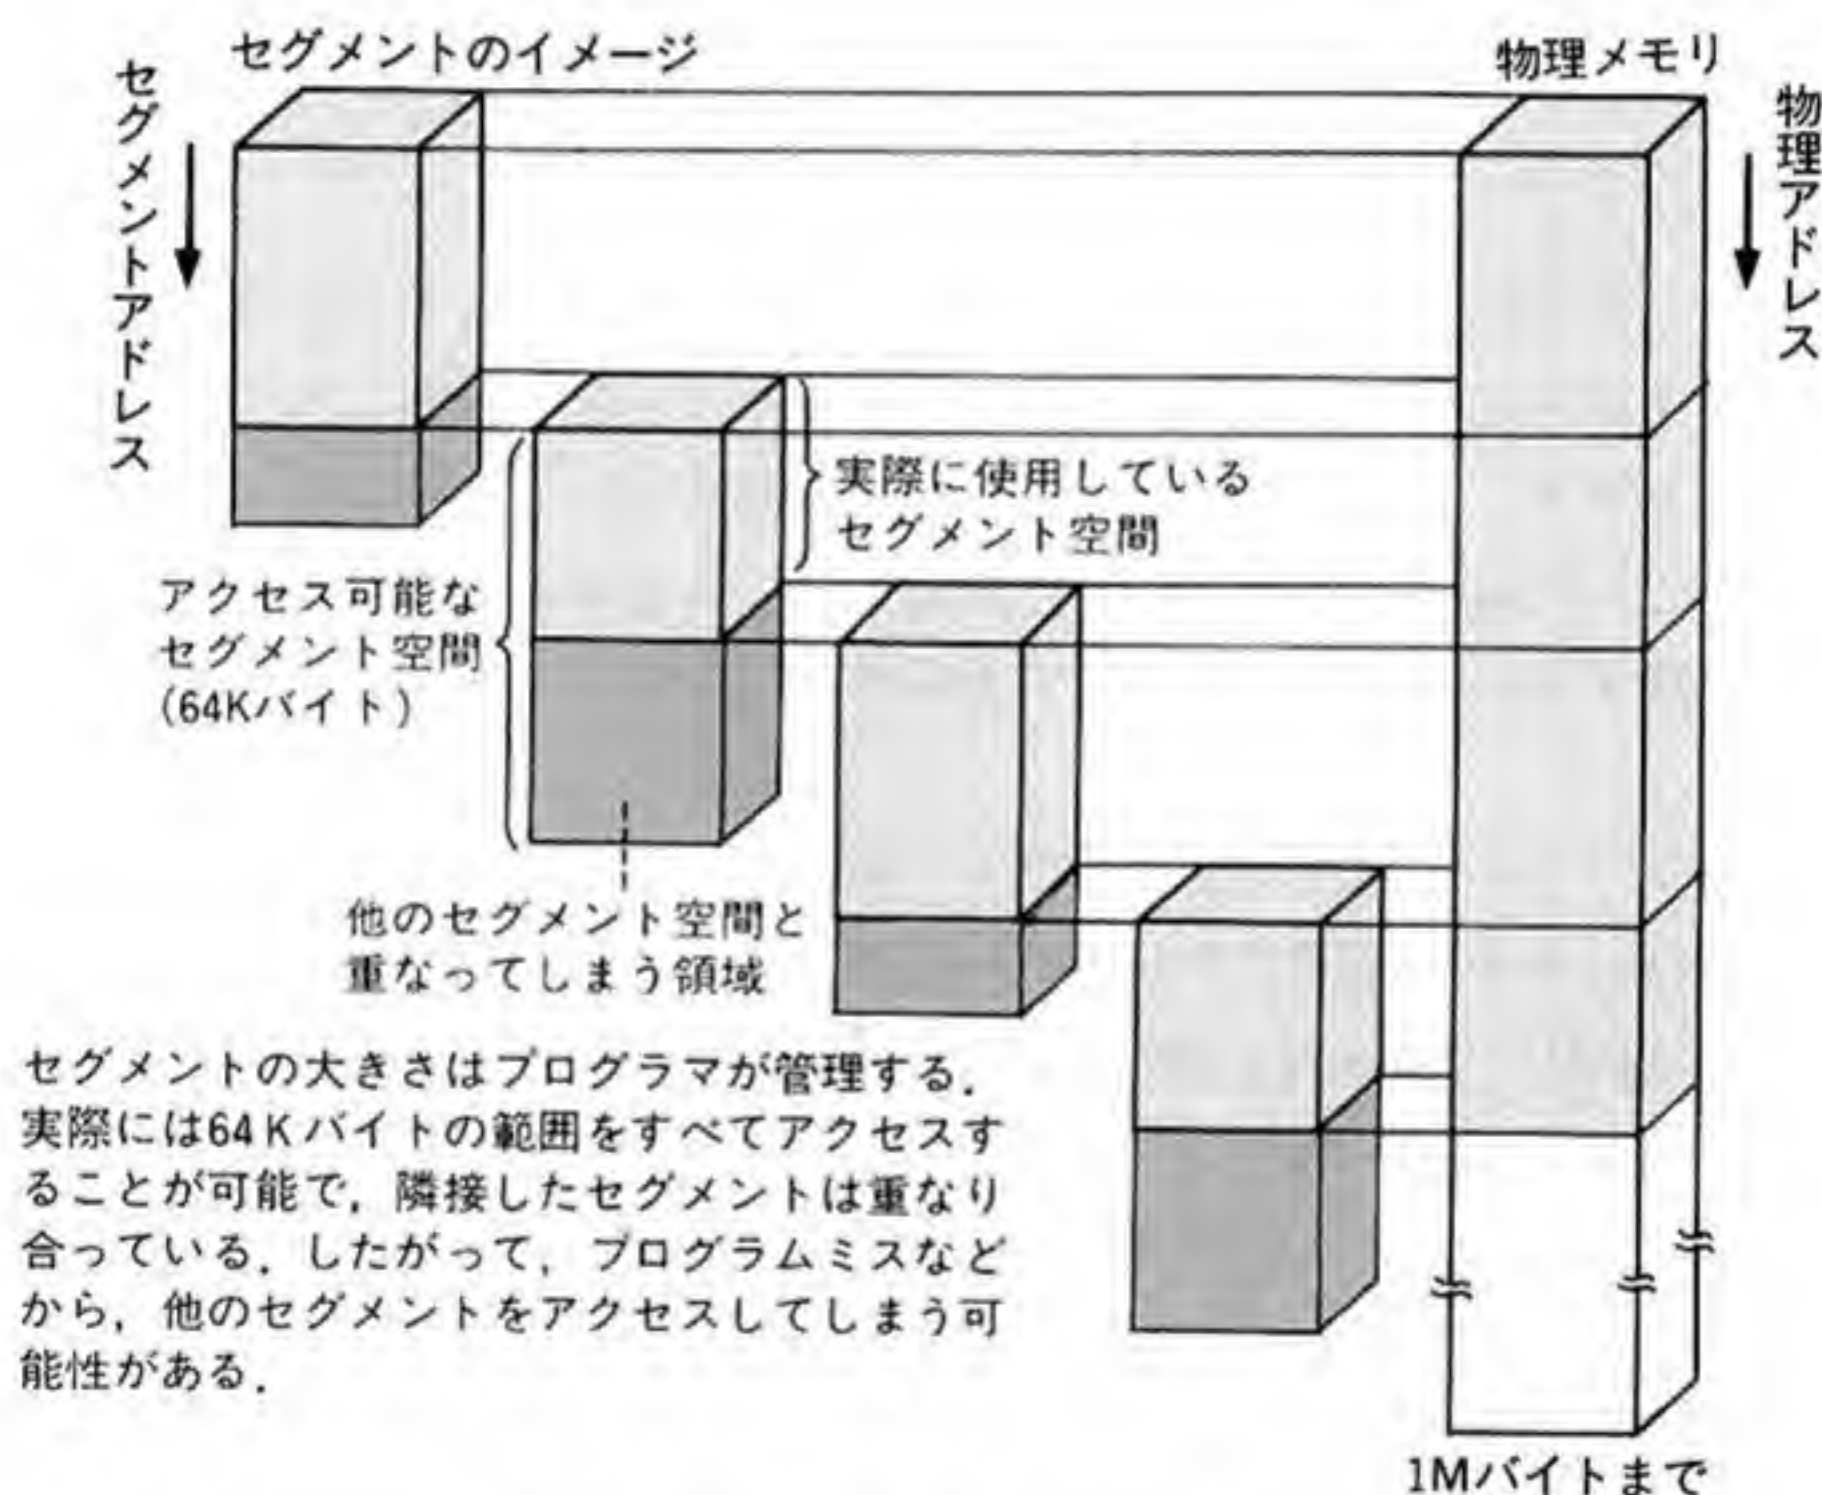 セグメントのイメージ
物理メモリ
セグメントアドレス
物理アドレス
実際に使用している
セグメント空間
アクセス可能な
セグメント空間
(64Kバイト)
他のセグメント空間と
重なってしまう領域
セグメントの大きさはプログラマが管理する.
実際には64Kバイトの範囲をすべてアクセスす
ることが可能で,隣接したセグメントは重なり
合っている.したがって,プログラムミスなど
から,他のセグメントをアクセスしてしまう可
能性がある.
1Mバイトまで